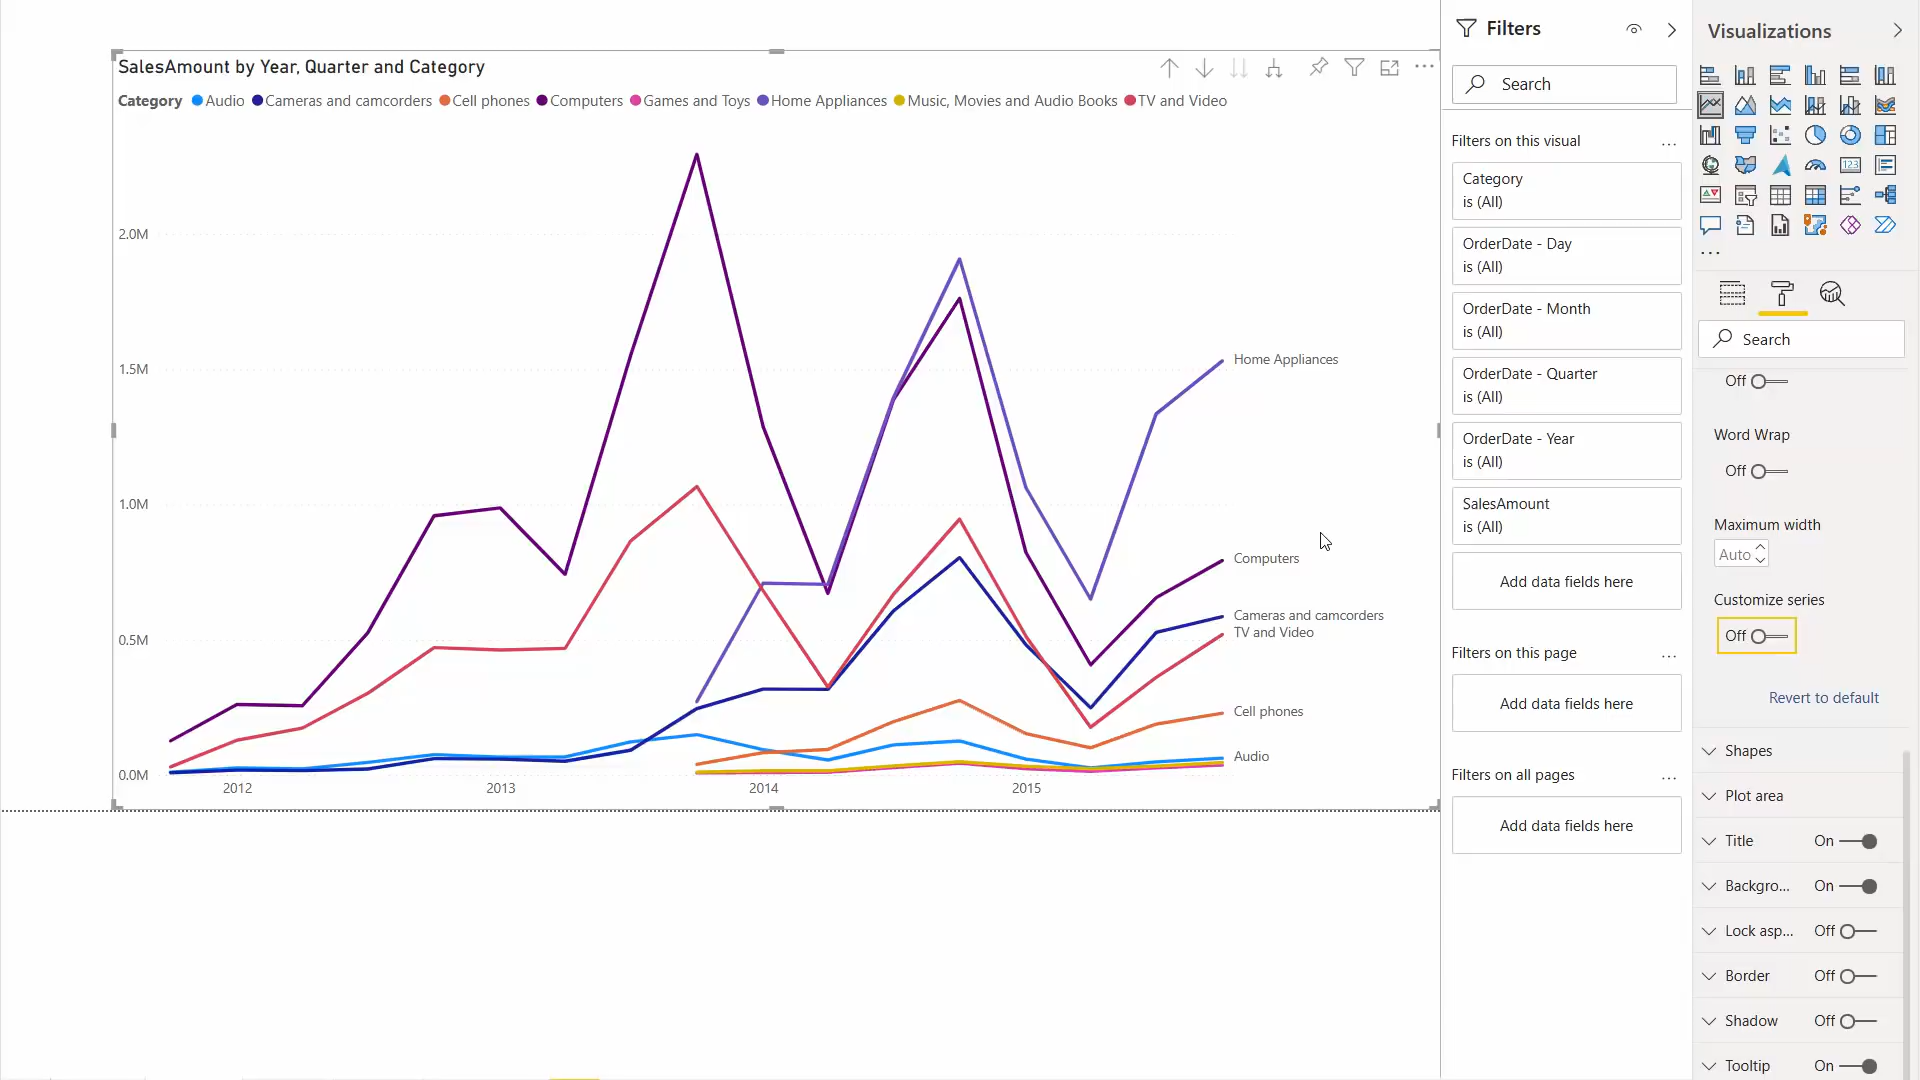 SalesAmount by Year, Quarter and Category
Category Audio Cameras and camcorders Cell phones Computers Games and Toys Home Appliances Music, Movies and Audio Books TV and Video
2.0M
1.5M
1.0M
0.5M
0.0M
2012 2013 2014 2015
Home Appliances
Computers
Cameras and camcorders
TV and Video
Cell phones
Audio
Filters
Search
Filters on this visual ...
Category
is (All)
OrderDate - Day
is (All)
OrderDate - Month
is (All)
OrderDate - Quarter
is (All)
OrderDate - Year
is (All)
SalesAmount
is (All)
Add data fields here
Filters on this page ...
Add data fields here
Filters on all pages ...
Add data fields here
Visualizations
123
...
Search
Off
Word Wrap
Off
Maximum width
Auto
Customize series
Off
Revert to default
Shapes
Plot area
Title On
Backgro... On
Lock asp... Off
Border Off
Shadow Off
Tooltip On